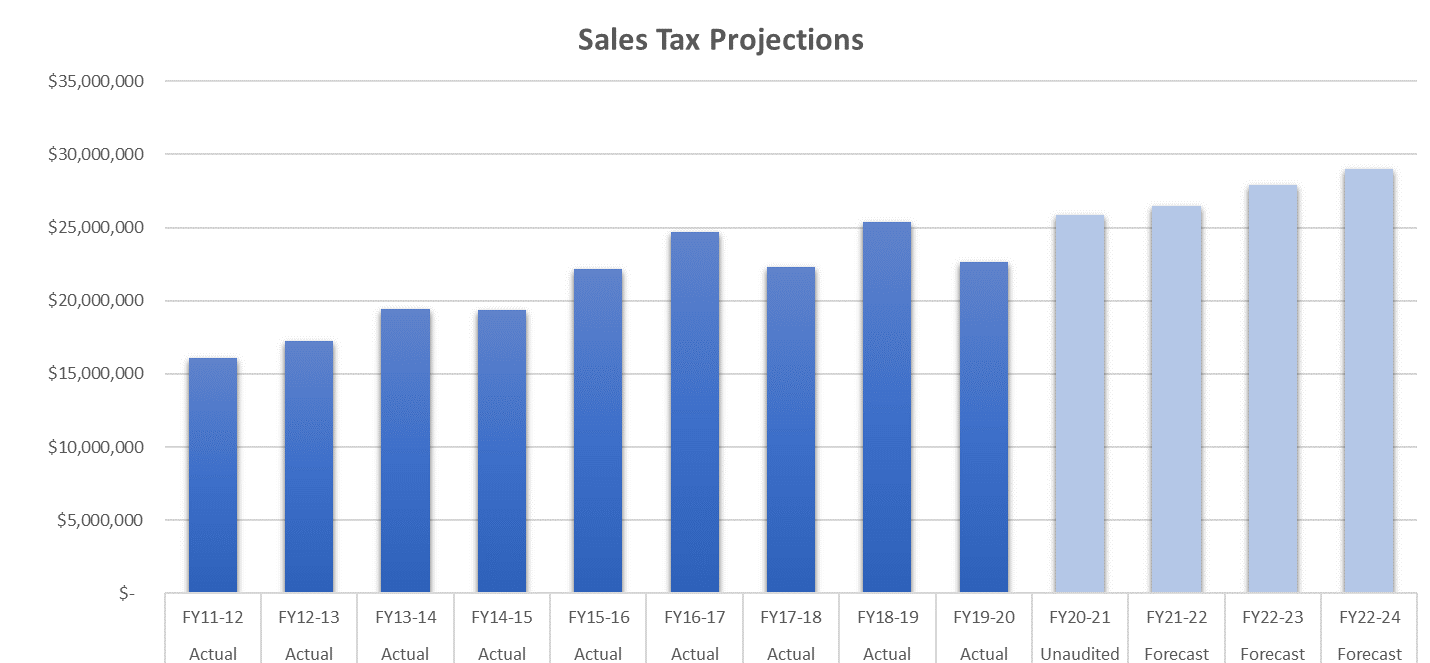 Sales Tax Projections
$35,000,000
$30,000,000
$25,000,000
$20,000,000
$15,000,000
$10,000,000
$5,000,000
$-
FY11-12 FY12-13 FY13-14 FY14-15 FY15-16 FY16-17 FY17-18 FY18-19 FY19-20 FY20-21 FY21-22 FY22-23 FY22-24
Actual Actual Actual Actual Actual Actual Actual Actual Actual Unaudited Forecast Forecast Forecast